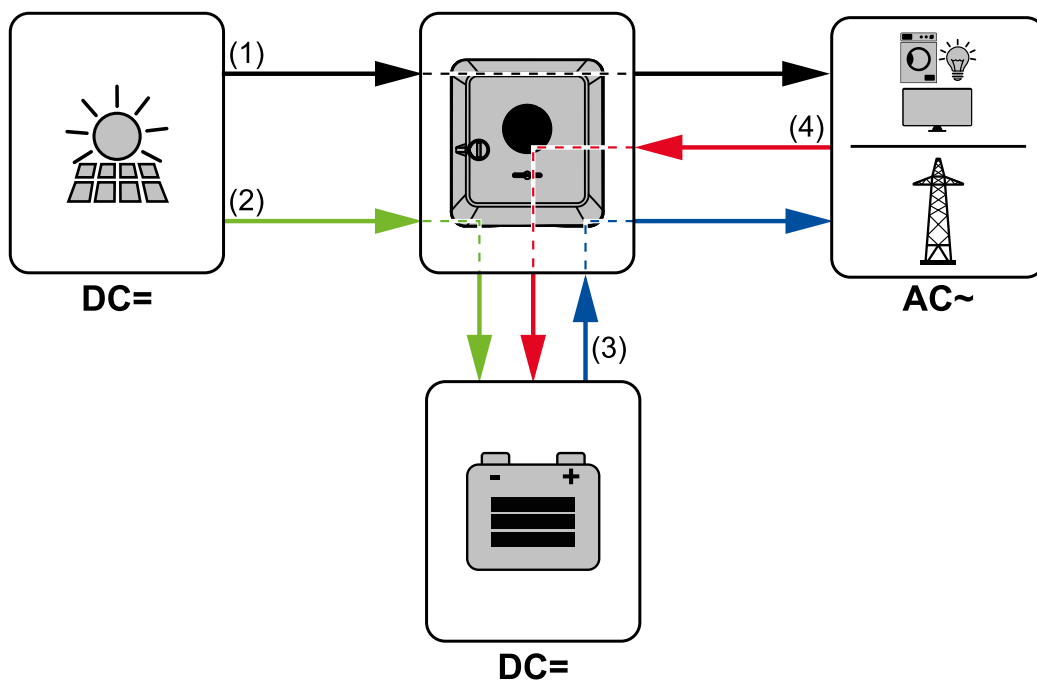 (1)
(2)
(4)
(3)
DC=
AC~
- +
DC=